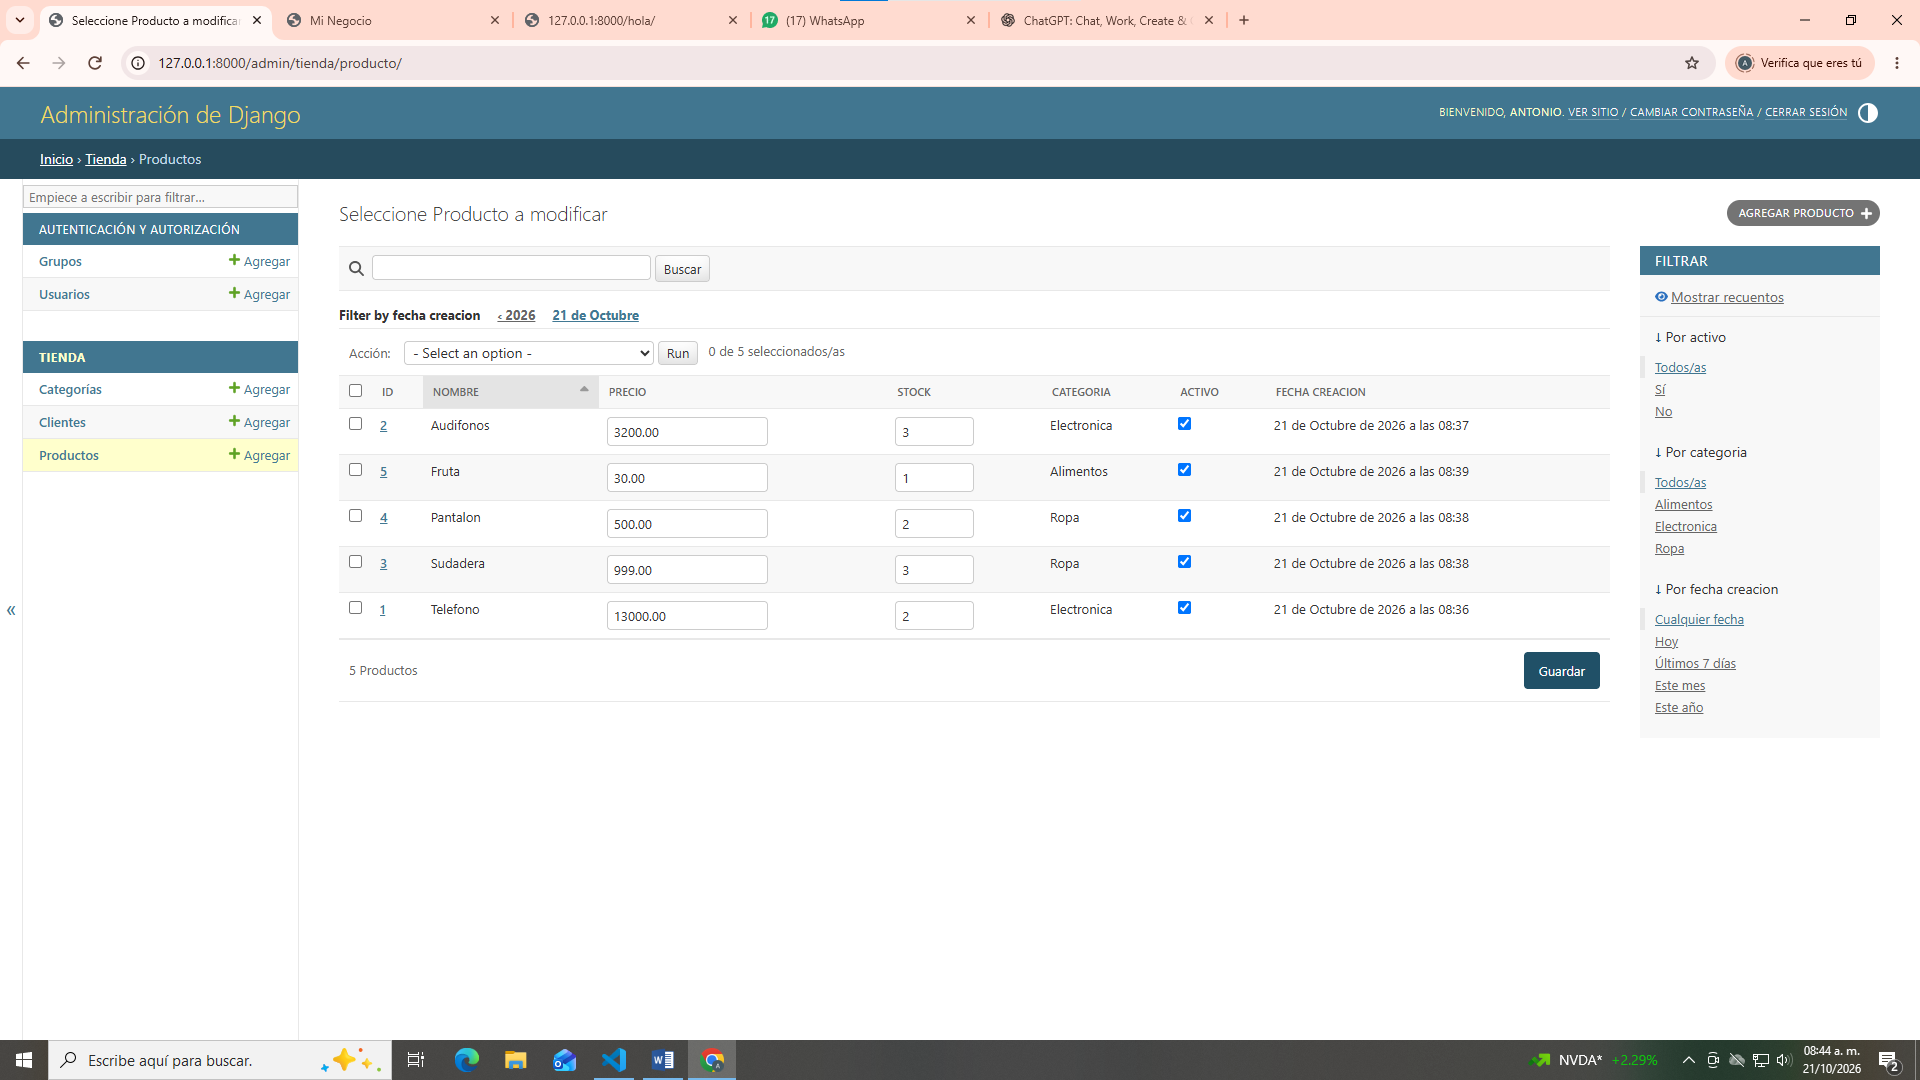 Seleccione Producto a modificar
Mi Negocio
127.0.0.1:8000/hola/
17
(17) WhatsApp
ChatGPT: Chat, Work, Create &
127.0.0.1:8000/admin/tienda/producto/
A
Verifica que eres tú
Administración de Django
BIENVENIDO, ANTONIO. VER SITIO / CAMBIAR CONTRASEÑA / CERRAR SESIÓN
Inicio › Tienda › Productos
Empiece a escribir para filtrar...
AUTENTICACIÓN Y AUTORIZACIÓN
Grupos + Agregar
Usuarios + Agregar
TIENDA
Categorías + Agregar
Clientes + Agregar
Productos + Agregar
«
Seleccione Producto a modificar
AGREGAR PRODUCTO +
Buscar
Filter by fecha creacion ‹ 2026 21 de Octubre
Acción: - Select an option - Run 0 de 5 seleccionados/as
ID NOMBRE PRECIO STOCK CATEGORIA ACTIVO FECHA CREACION
2 Audifonos 3200.00 3 Electronica 21 de Octubre de 2026 a las 08:37
5 Fruta 30.00 1 Alimentos 21 de Octubre de 2026 a las 08:39
4 Pantalon 500.00 2 Ropa 21 de Octubre de 2026 a las 08:38
3 Sudadera 999.00 3 Ropa 21 de Octubre de 2026 a las 08:38
1 Telefono 13000.00 2 Electronica 21 de Octubre de 2026 a las 08:36
5 Productos
Guardar
FILTRAR
Mostrar recuentos
↓ Por activo
Todos/as
Sí
No
↓ Por categoria
Todos/as
Alimentos
Electronica
Ropa
↓ Por fecha creacion
Cualquier fecha
Hoy
Últimos 7 días
Este mes
Este año
Escribe aquí para buscar.
NVDA* +2.29%
08:44 a. m.
21/10/2026
2